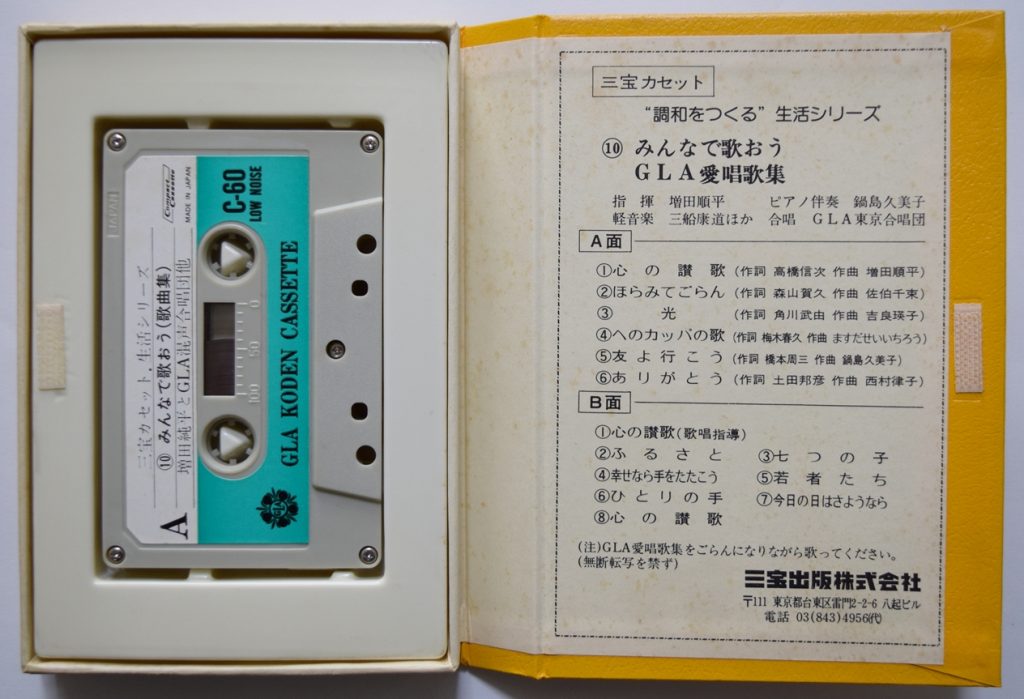 JAPAN
三宝カセット・生活シリーズ
⑩ みんなで歌おう(歌曲集)
増田純平とGLA混声合唱団他
A
Compact Cassette
MADE IN JAPAN
C-60
LOW NOISE
0 50 100
GLA KODEN CASSETTE
三宝カセット
“調和をつくる” 生活シリーズ
⑩ みんなで歌おう
GLA愛唱歌集
指揮 増田順平 ピアノ伴奏 鍋島久美子
軽音楽 三船康道ほか 合唱 GLA東京合唱団
A面
①心の讃歌(作詞 高橋信次 作曲 増田順平)
②ほらみてごらん(作詞 森山賀久 作曲 佐伯千束)
③光(作詞 角川武由 作曲 吉良瑛子)
④へのカッパの歌(作詞 梅木春久 作曲 ますだせいいちろう)
⑤友よ行こう(作詞 橋本周三 作曲 鍋島久美子)
⑥ありがとう(作詞 土田邦彦 作曲 西村律子)
B面
①心の讃歌(歌唱指導)
②ふるさと ③七つの子
④幸せなら手をたたこう ⑤若者たち
⑥ひとりの手 ⑦今日の日はさようなら
⑧心の讃歌
(注)GLA愛唱歌集をごらんになりながら歌ってください。
(無断転写を禁ず)
三宝出版株式会社
〒111 東京都台東区雷門2-2-6 八起ビル
電話 03(843)4956㈹